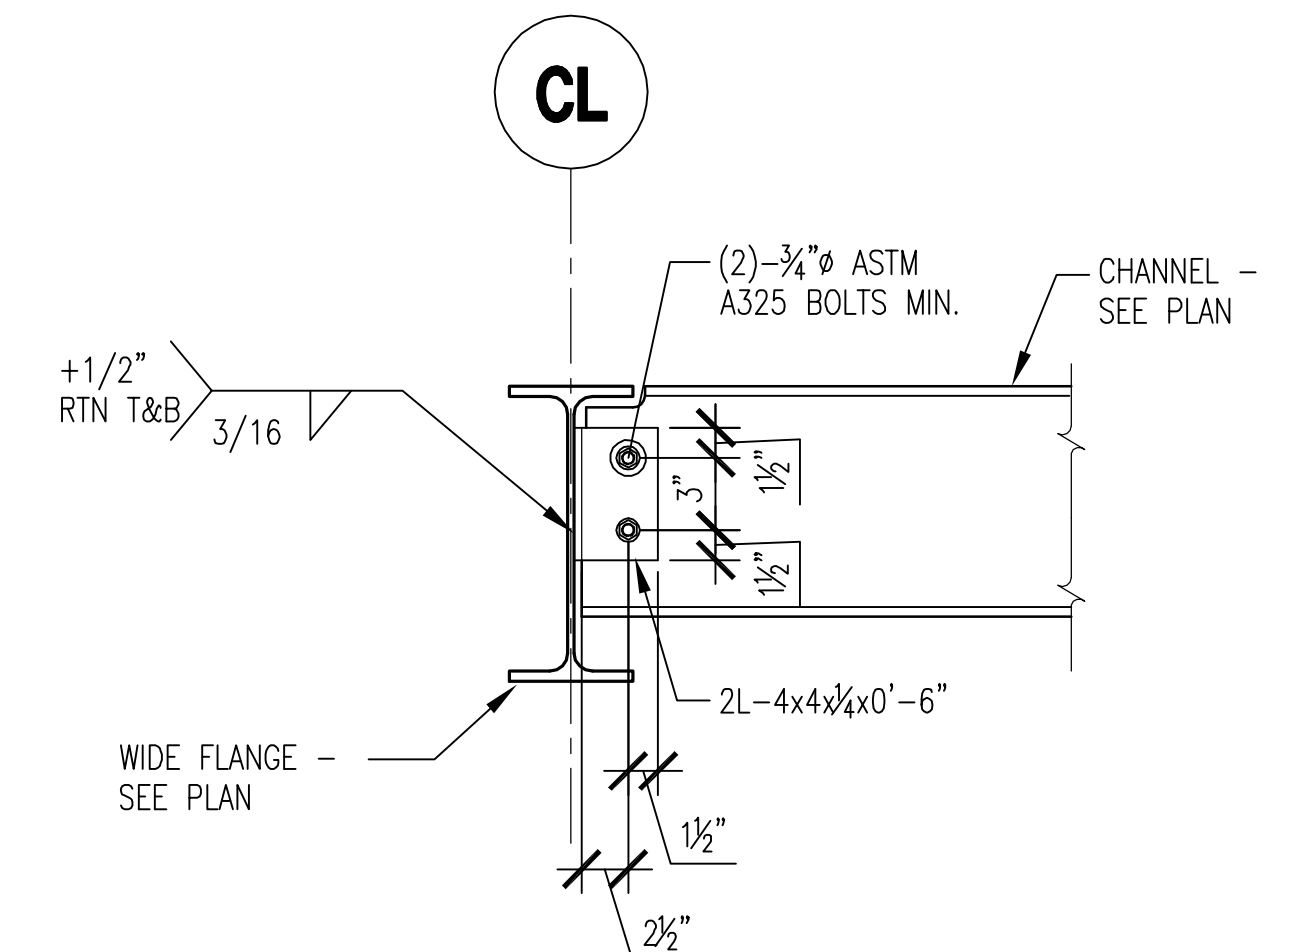 CL
(2)-¾"ø ASTM
A325 BOLTS MIN.
CHANNEL -
SEE PLAN
+1/2"
RTN T&B
3/16
1½"
3"
1½"
2L-4x4x¼x0'-6"
WIDE FLANGE -
SEE PLAN
1½"
2½"